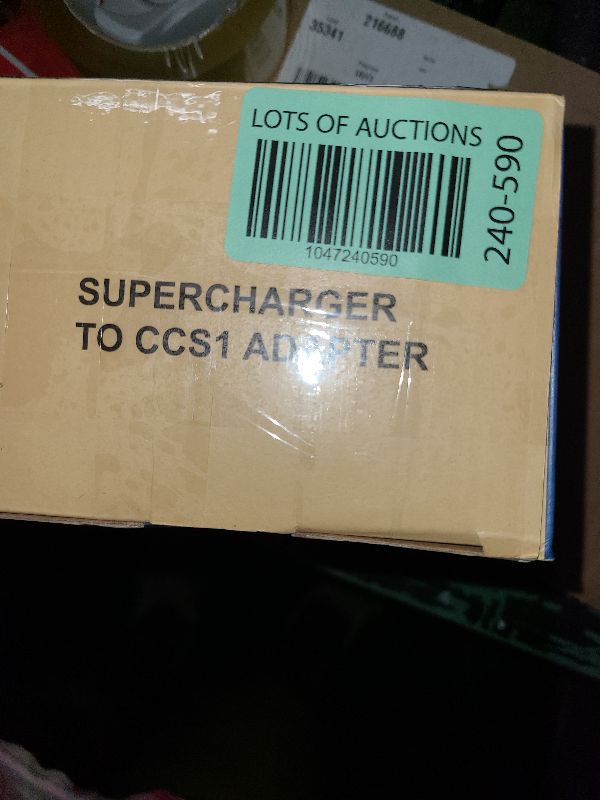 35341
216688
LOTS OF AUCTIONS
1047240590
240-590
SUPERCHARGER
TO CCS1 ADAPTER